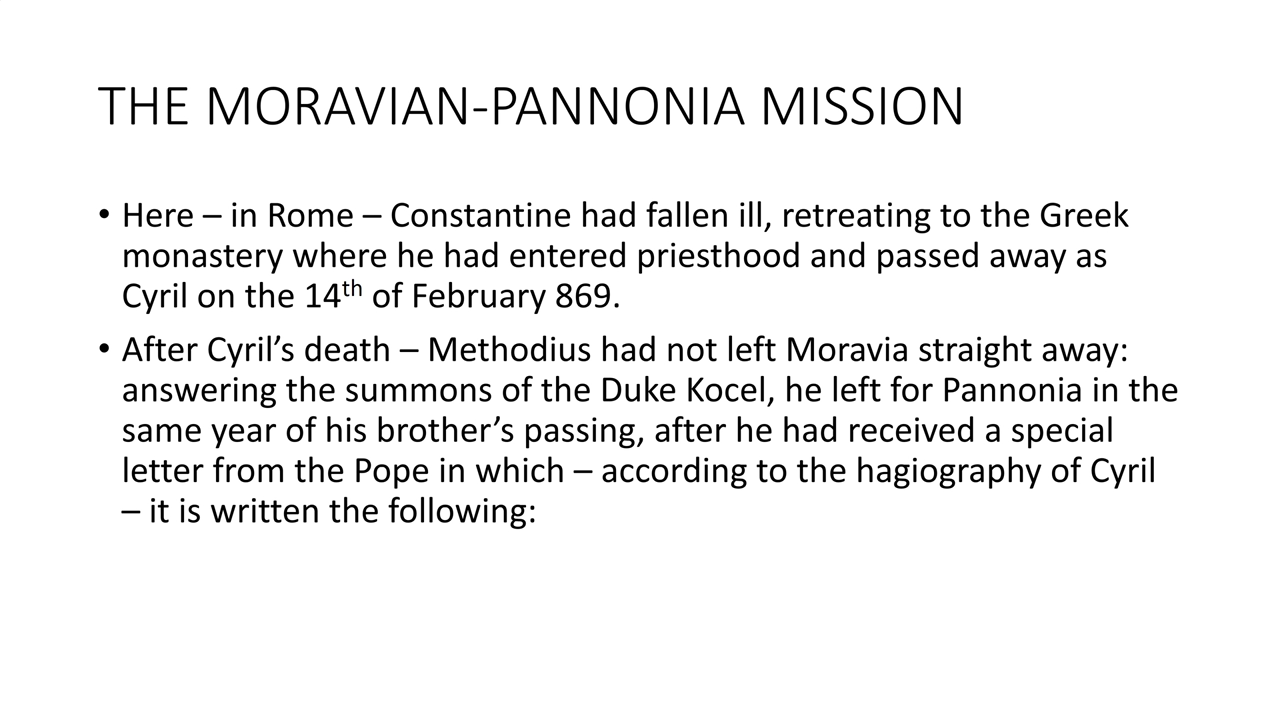 THE MORAVIAN-PANNONIA MISSION
• Here – in Rome – Constantine had fallen ill, retreating to the Greek
monastery where he had entered priesthood and passed away as
Cyril on the 14th of February 869.
• After Cyril’s death – Methodius had not left Moravia straight away:
answering the summons of the Duke Kocel, he left for Pannonia in the
same year of his brother’s passing, after he had received a special
letter from the Pope in which – according to the hagiography of Cyril
– it is written the following: